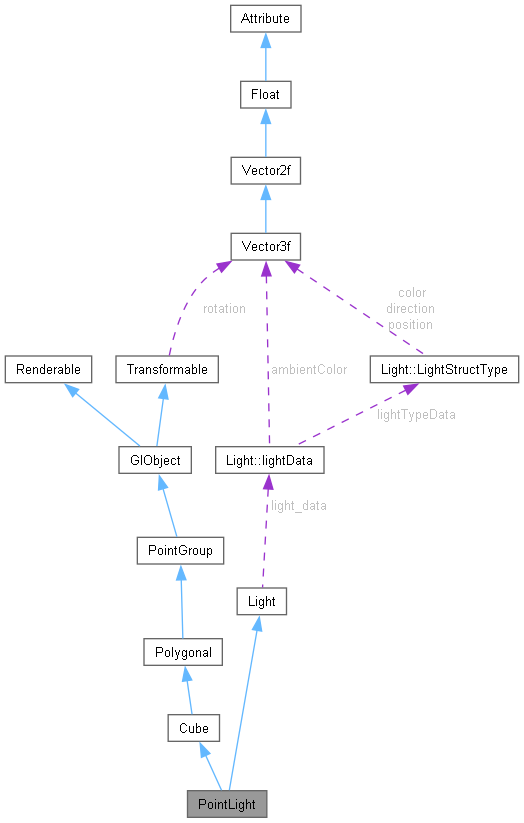 Attribute
Float
Vector2f
Vector3f
color
direction
position
rotation
Renderable
Transformable
ambientColor
Light::LightStructType
lightTypeData
GlObject
Light::lightData
light_data
PointGroup
Light
Polygonal
Cube
PointLight